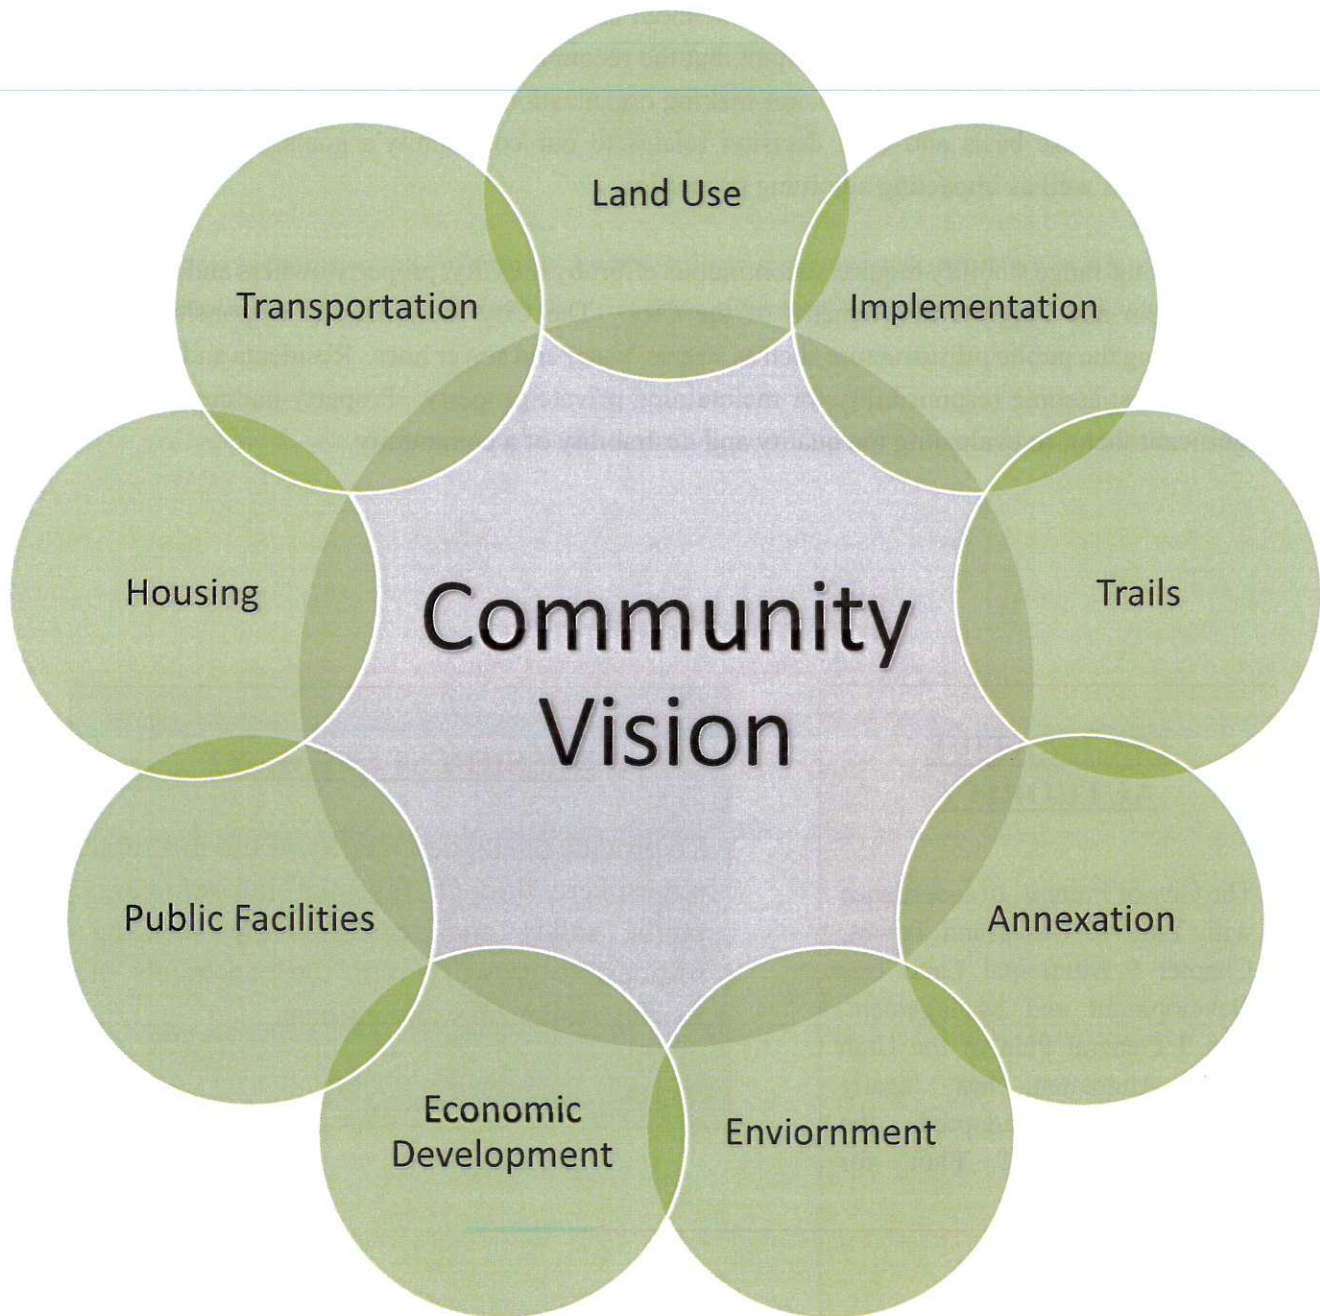 Land Use
Implementation
Trails
Annexation
Enviornment
Economic
Development
Public Facilities
Housing
Transportation
Community
Vision